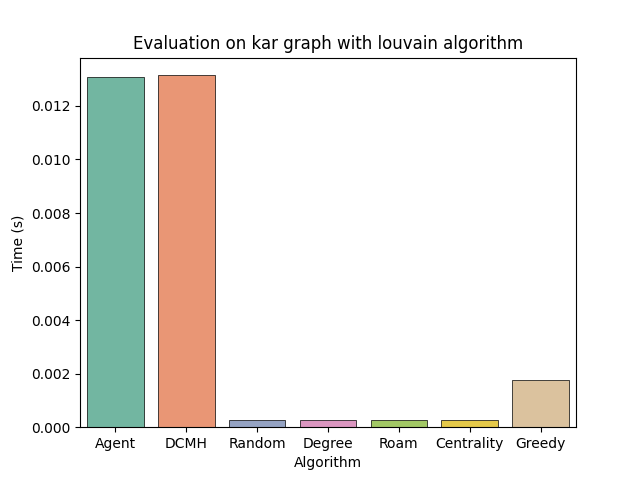 Evaluation on kar graph with louvain algorithm
Time (s)
0.012
0.010
0.008
0.006
0.004
0.002
0.000
Agent DCMH Random Degree Roam Centrality Greedy
Algorithm